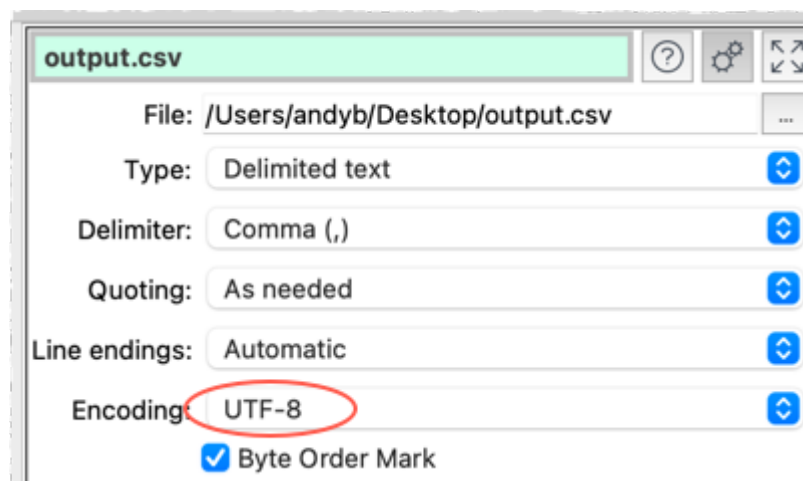 output.csv
File: /Users/andyb/Desktop/output.csv ...
Type: Delimited text
Delimiter: Comma (,)
Quoting: As needed
Line endings: Automatic
Encoding: UTF-8
Byte Order Mark